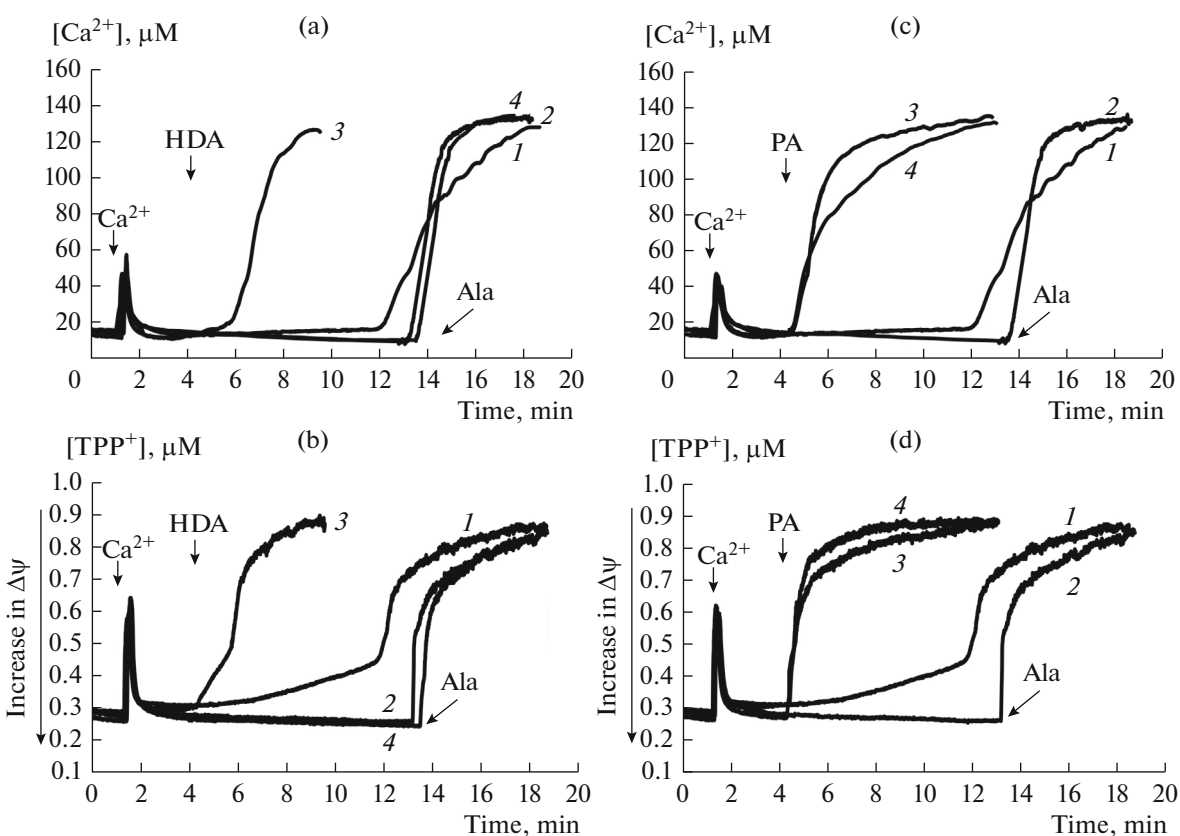 [Ca2+], μM (a)
160
140
120
100
80
60
40
20
0 2 4 6 8 10 12 14 16 18 20
Time, min
HDA
Ca2+
Ala
3
4
2
1
[Ca2+], μM (c)
160
140
120
100
80
60
40
20
0 2 4 6 8 10 12 14 16 18 20
Time, min
PA
Ca2+
Ala
3
4
2
1
[TPP+], μM (b)
Increase in Δψ
1.0
0.9
0.8
0.7
0.6
0.5
0.4
0.3
0.2
0.1
0 2 4 6 8 10 12 14 16 18 20
Time, min
HDA
Ca2+
Ala
3
1
2
4
[TPP+], μM (d)
Increase in Δψ
1.0
0.9
0.8
0.7
0.6
0.5
0.4
0.3
0.2
0.1
0 2 4 6 8 10 12 14 16 18 20
Time, min
PA
Ca2+
Ala
4
3
1
2